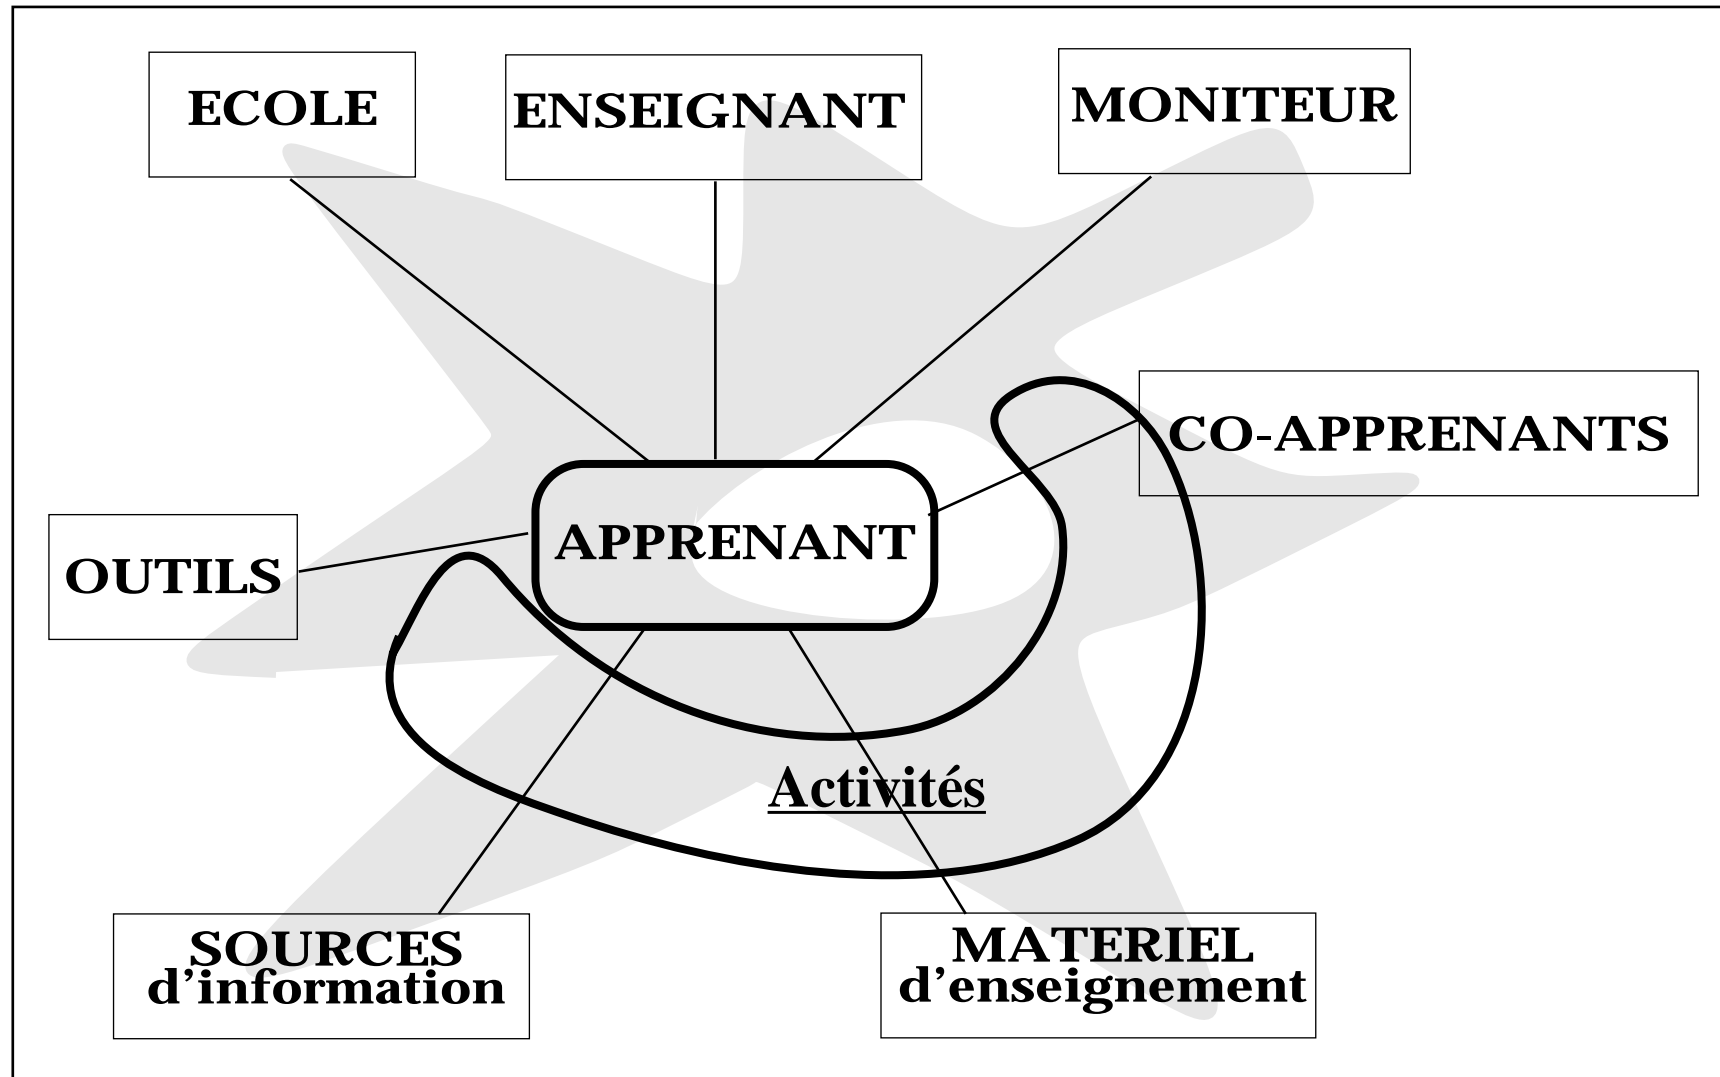 ECOLE
ENSEIGNANT
MONITEUR
CO-APPRENANTS
APPRENANT
OUTILS
Activités
SOURCES
d’information
MATERIEL
d’enseignement